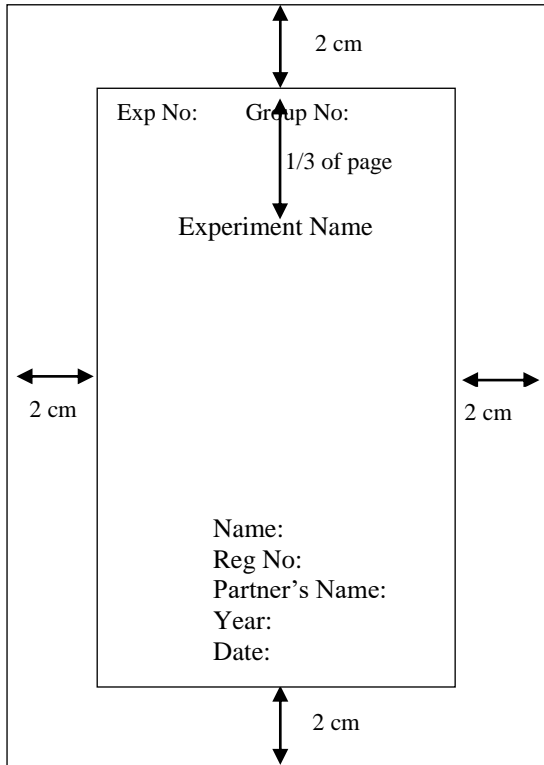 2 cm
Exp No: Group No:
1/3 of page
Experiment Name
2 cm
2 cm
Name:
Reg No:
Partner’s Name:
Year:
Date:
2 cm